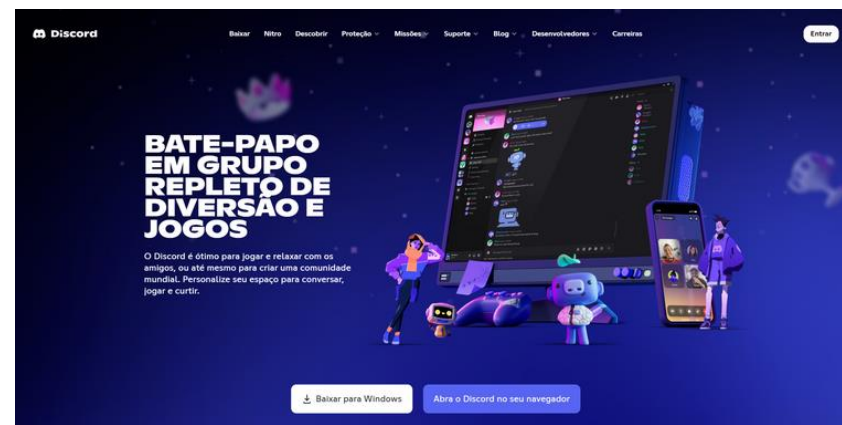 Discord
Baixar Nitro Descobrir Proteção Missões Suporte Blog Desenvolvedores Carreiras
Entrar
BATE-PAPO
EM GRUPO
REPLETO DE
DIVERSÃO E
JOGOS
O Discord é ótimo para jogar e relaxar com os
amigos, ou até mesmo para criar uma comunidade
mundial. Personalize seu espaço para conversar,
jogar e curtir.
Baixar para Windows
Abra o Discord no seu navegador